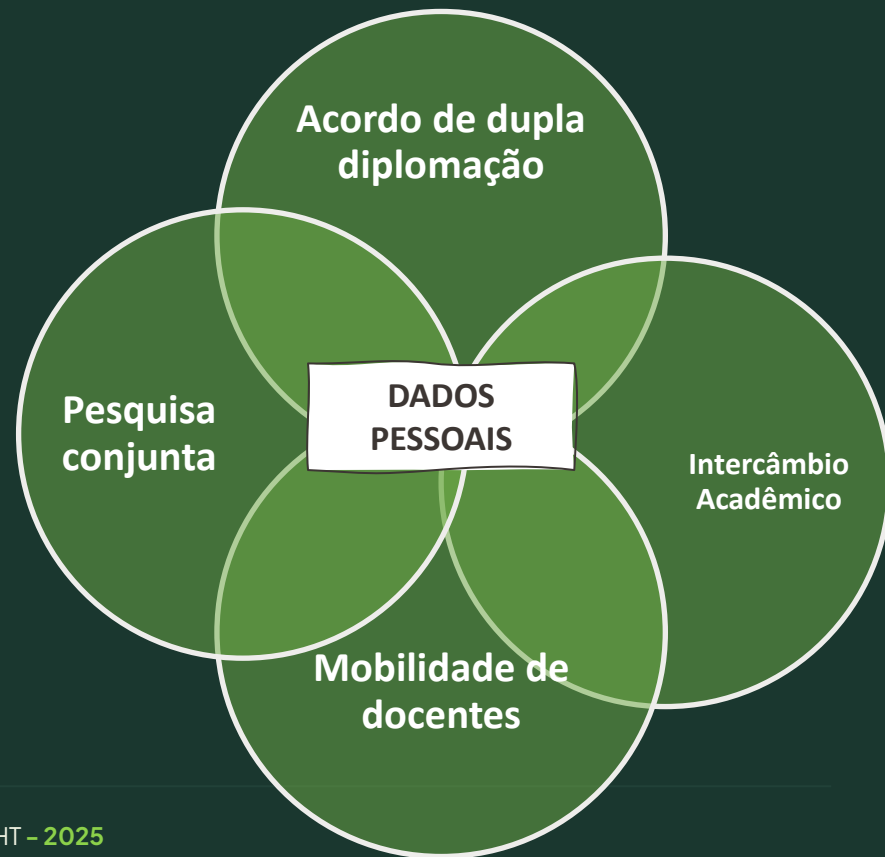 Acordo de dupla
diplomação
Pesquisa
conjunta
DADOS
PESSOAIS
Intercâmbio
Acadêmico
Mobilidade de
docentes
– 2025